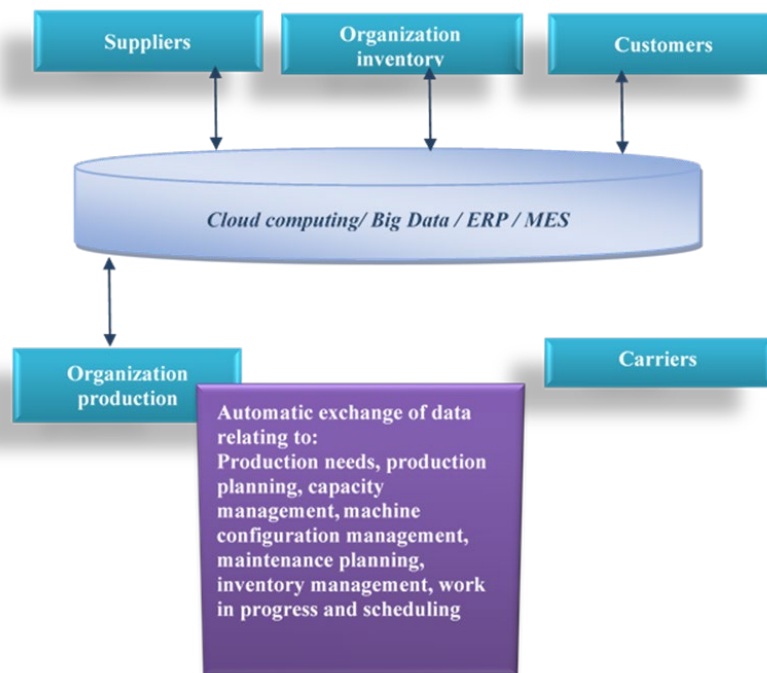 Suppliers
Organization
inventory
Customers
Cloud computing/ Big Data / ERP / MES
Organization
production
Carriers
Automatic exchange of data
relating to:
Production needs, production
planning, capacity
management, machine
configuration management,
maintenance planning,
inventory management, work
in progress and scheduling